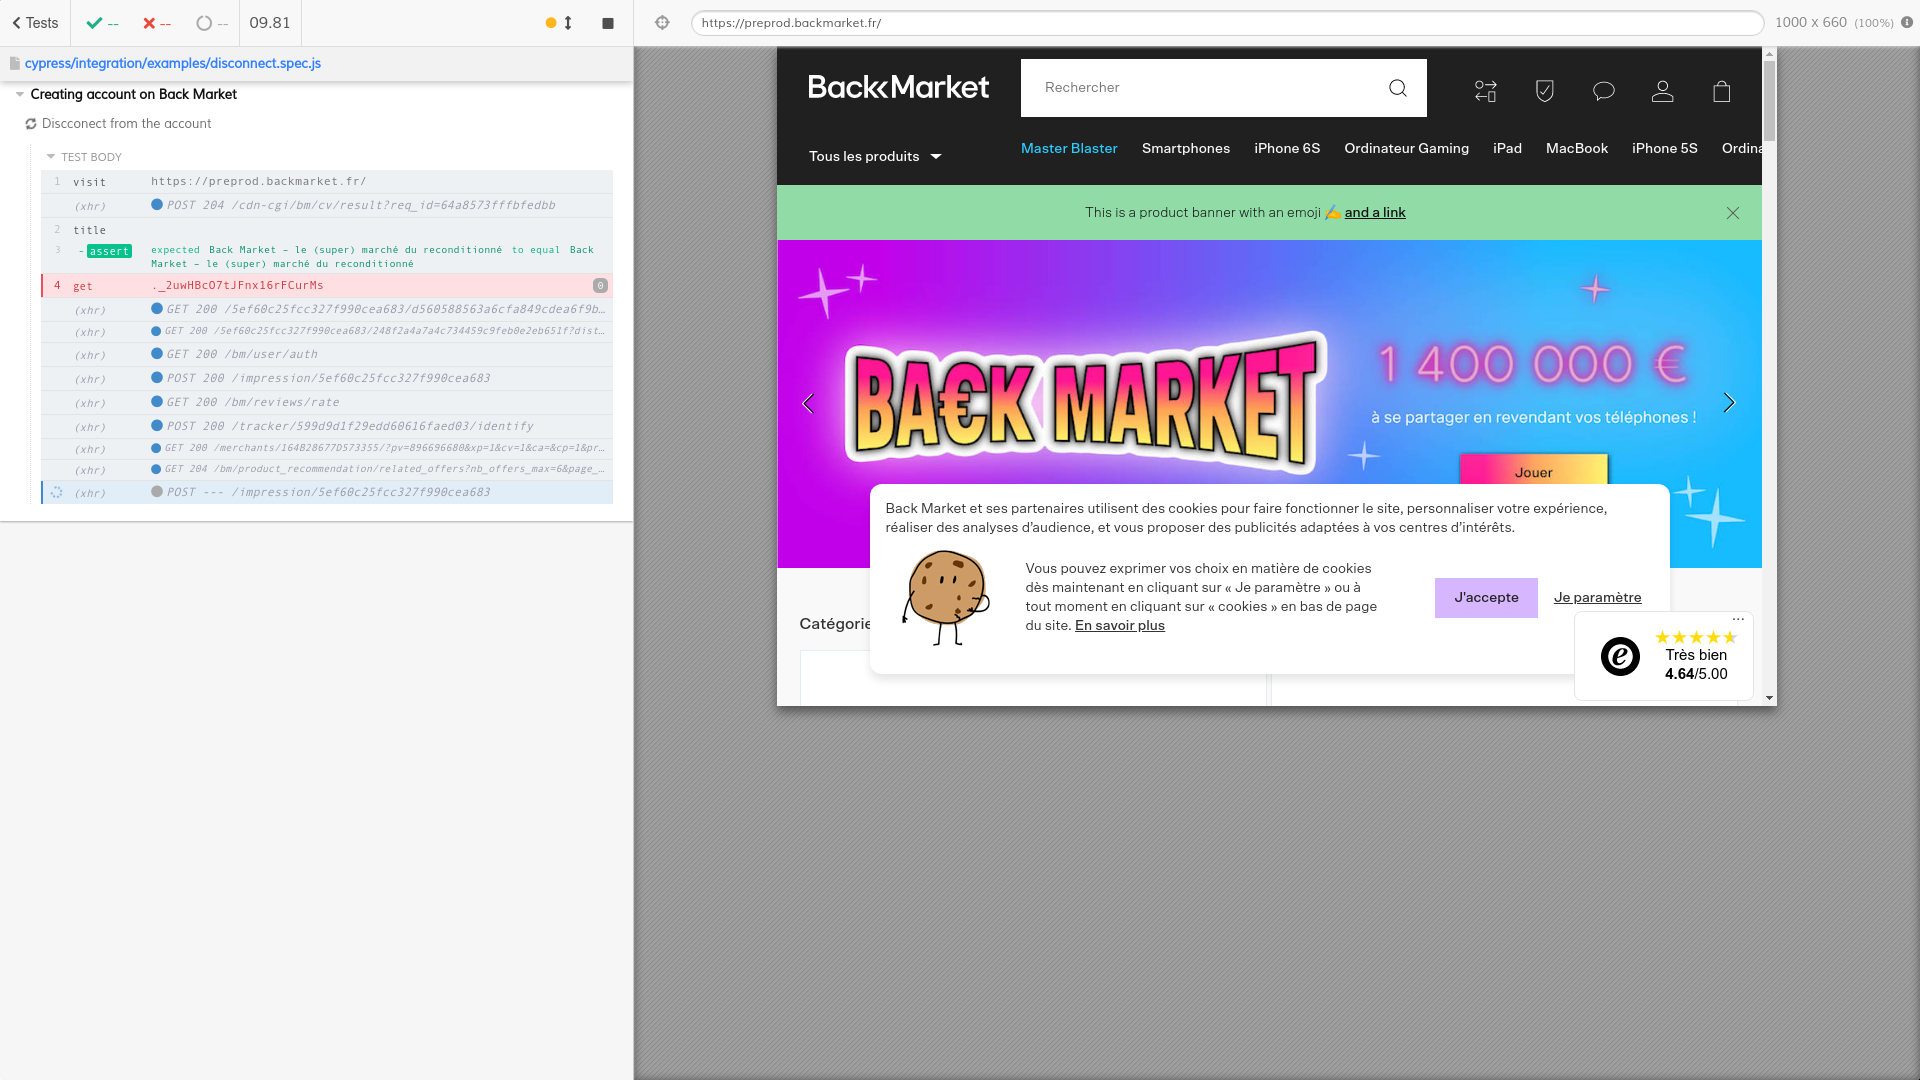 Tests
--
--
--
09.81
cypress/integration/examples/disconnect.spec.js
Creating account on Back Market
Discconect from the account
TEST BODY
1 visit https://preprod.backmarket.fr/
(xhr) POST 204 /cdn-cgi/bm/cv/result?req_id=64a8573fffbfedbb
2 title
3 - assert expected Back Market – le (super) marché du reconditionné to equal Back
Market – le (super) marché du reconditionné
4 get ._2uwHBcO7tJFnx16rFCurMs 0
(xhr) GET 200 /5ef60c25fcc327f990cea683/d560588563a6cfa849cdea6f9b…
(xhr) GET 200 /5ef60c25fcc327f990cea683/248f2a4a7a4c734459c9feb0e2eb651f?dist…
(xhr) GET 200 /bm/user/auth
(xhr) POST 200 /impression/5ef60c25fcc327f990cea683
(xhr) GET 200 /bm/reviews/rate
(xhr) POST 200 /tracker/599d9d1f29edd60616faed03/identify
(xhr) GET 200 /merchants/164B28677D573355/?pv=896696680&xp=1&cv=1&ca=&cp=1&pr…
(xhr) GET 204 /bm/product_recommendation/related_offers?nb_offers_max=6&page_…
(xhr) POST --- /impression/5ef60c25fcc327f990cea683
https://preprod.backmarket.fr/
1000 x 660 (100%)
Back Market
Rechercher
Tous les produits
Master Blaster Smartphones iPhone 6S Ordinateur Gaming iPad MacBook iPhone 5S Ordina
This is a product banner with an emoji ✍️ and a link
BA€K MARKET
1 400 000 €
à se partager en revendant vos téléphones !
Jouer
Back Market et ses partenaires utilisent des cookies pour faire fonctionner le site, personnaliser votre expérience,
réaliser des analyses d’audience, et vous proposer des publicités adaptées à vos centres d’intérêts.
Vous pouvez exprimer vos choix en matière de cookies
dès maintenant en cliquant sur « Je paramètre » ou à
tout moment en cliquant sur « cookies » en bas de page
du site. En savoir plus
J'accepte
Je paramètre
Catégorie
...
e
Très bien
4.64/5.00